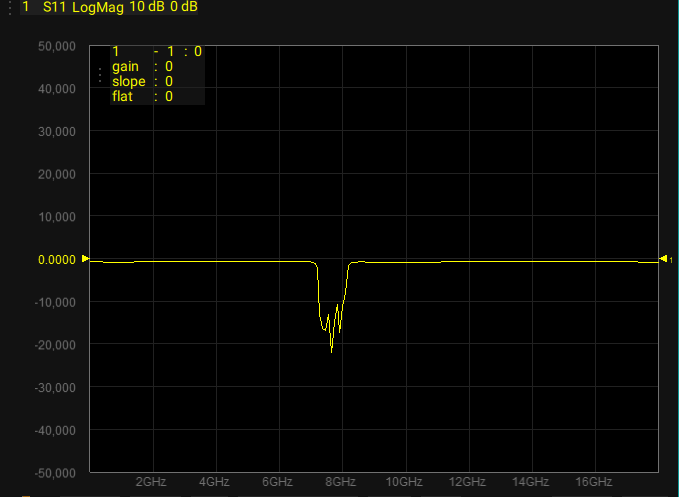 1 S11 LogMag 10 dB 0 dB
50,000
1 - 1 : 0
gain : 0
slope : 0
flat : 0
40,000
30,000
20,000
10,000
0.0000
1
-10,000
-20,000
-30,000
-40,000
-50,000
2GHz 4GHz 6GHz 8GHz 10GHz 12GHz 14GHz 16GHz